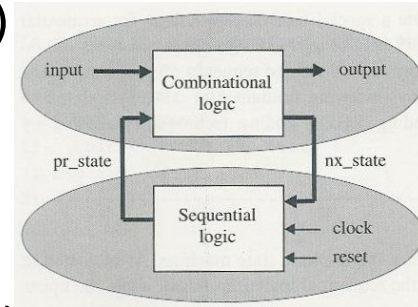 )
input
Combinational
logic
output
pr_state
nx_state
Sequential
logic
clock
reset